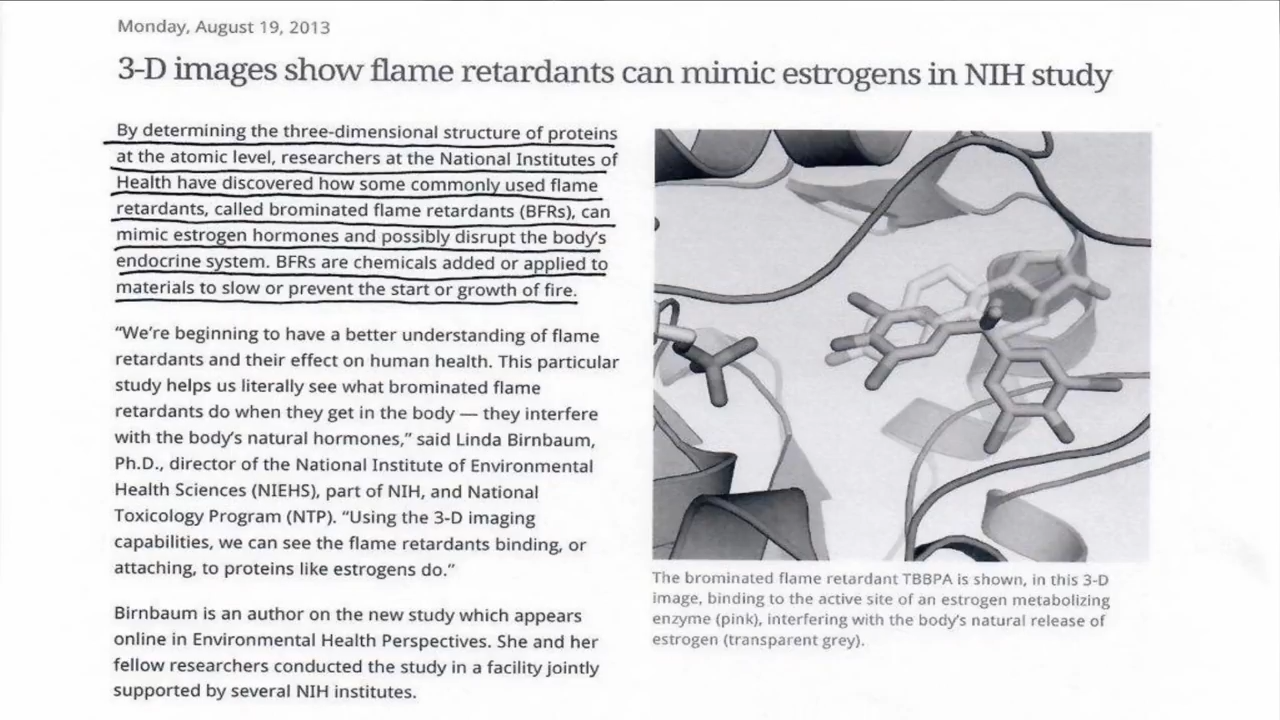 Monday, August 19, 2013
3-D images show flame retardants can mimic estrogens in NIH study
By determining the three-dimensional structure of proteins
at the atomic level, researchers at the National Institutes of
Health have discovered how some commonly used flame
retardants, called brominated flame retardants (BFRs), can
mimic estrogen hormones and possibly disrupt the body's
endocrine system. BFRs are chemicals added or applied to
materials to slow or prevent the start or growth of fire.
“We're beginning to have a better understanding of flame
retardants and their effect on human health. This particular
study helps us literally see what brominated flame
retardants do when they get in the body — they interfere
with the body's natural hormones,” said Linda Birnbaum,
Ph.D., director of the National Institute of Environmental
Health Sciences (NIEHS), part of NIH, and National
Toxicology Program (NTP). “Using the 3-D imaging
capabilities, we can see the flame retardants binding, or
attaching, to proteins like estrogens do.”
Birnbaum is an author on the new study which appears
online in Environmental Health Perspectives. She and her
fellow researchers conducted the study in a facility jointly
supported by several NIH institutes.
The brominated flame retardant TBBPA is shown, in this 3-D
image, binding to the active site of an estrogen metabolizing
enzyme (pink), interfering with the body's natural release of
estrogen (transparent grey).